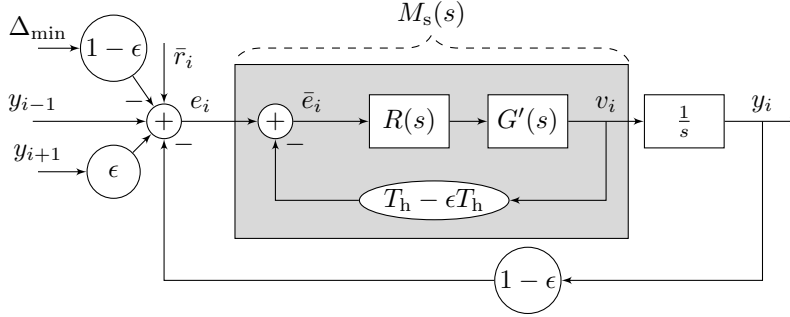 M_s(s)
Δ_min
1 − ϵ
r̄_i
y_{i−1}
e_i
ē_i
R(s)
G′(s)
v_i
1/s
y_i
+
+
−
−
−
y_{i+1}
ϵ
T_h − ϵT_h
1 − ϵ